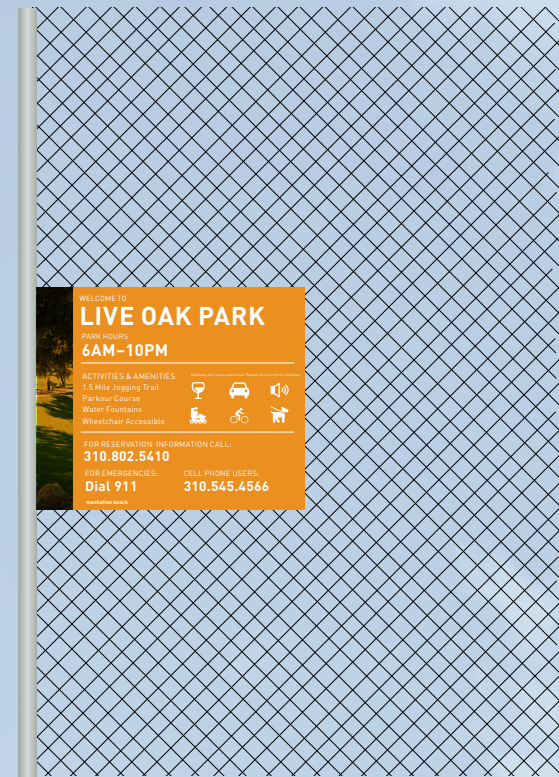 WELCOME TO
LIVE OAK PARK
PARK HOURS
6AM–10PM
ACTIVITIES & AMENITIES
1.5 Mile Jogging Trail
Parkour Course
Water Fountains
Wheelchair Accessible
FOR RESERVATION INFORMATION CALL:
310.802.5410
FOR EMERGENCIES:
Dial 911
CELL PHONE USERS:
310.545.4566
manhattan beach